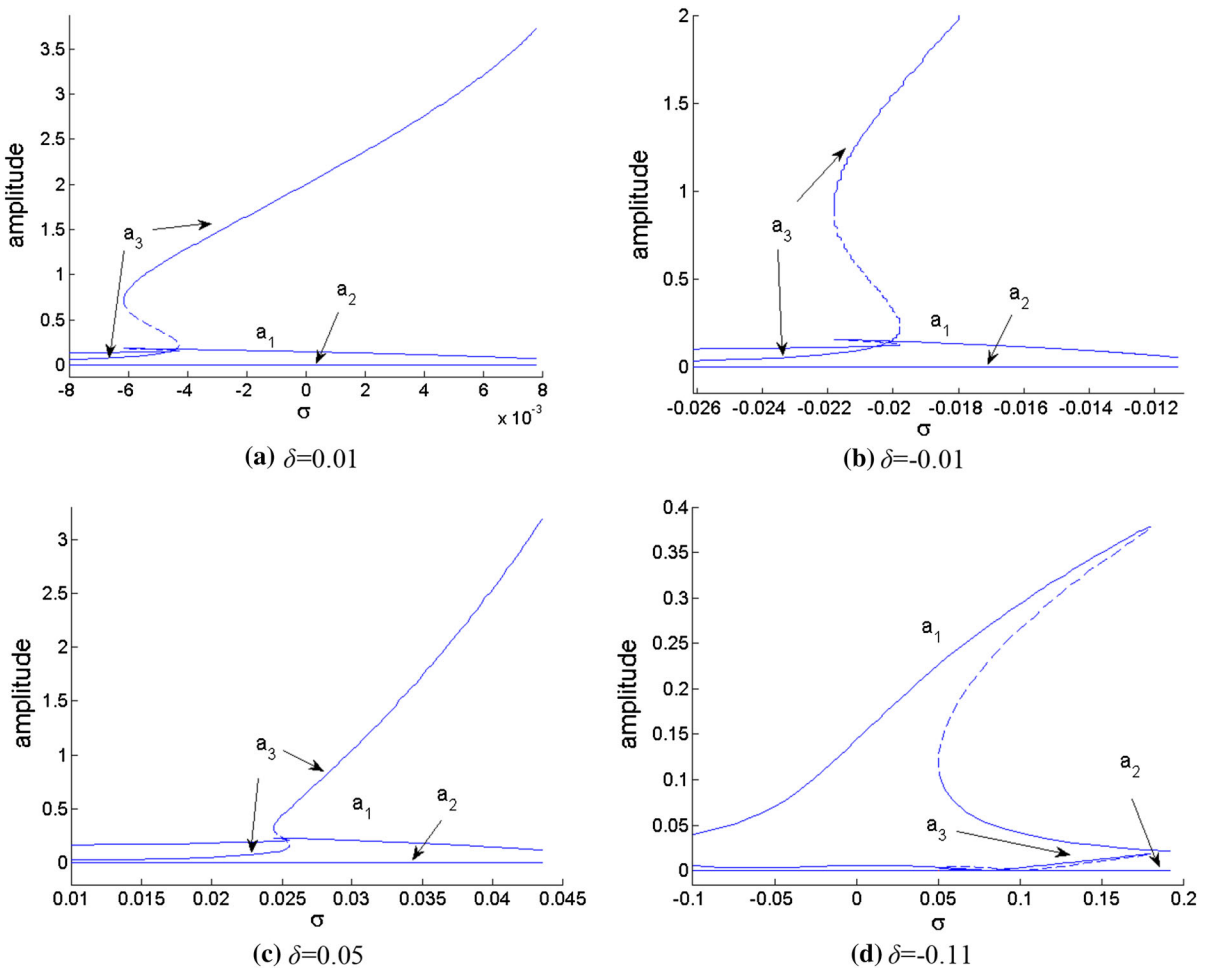 amplitude
3.5
3
2.5
2
1.5
1
0.5
0
a3
a1
a2
-8 -6 -4 -2 0 2 4 6 8
σ
x 10-3
(a) δ=0.01
amplitude
2
1.5
1
0.5
0
a3
a1
a2
-0.026 -0.024 -0.022 -0.02 -0.018 -0.016 -0.014 -0.012
σ
(b) δ=-0.01
amplitude
3
2.5
2
1.5
1
0.5
0
a3
a1
a2
0.01 0.015 0.02 0.025 0.03 0.035 0.04 0.045
σ
(c) δ=0.05
amplitude
0.4
0.35
0.3
0.25
0.2
0.15
0.1
0.05
0
a1
a2
a3
-0.1 -0.05 0 0.05 0.1 0.15 0.2
σ
(d) δ=-0.11